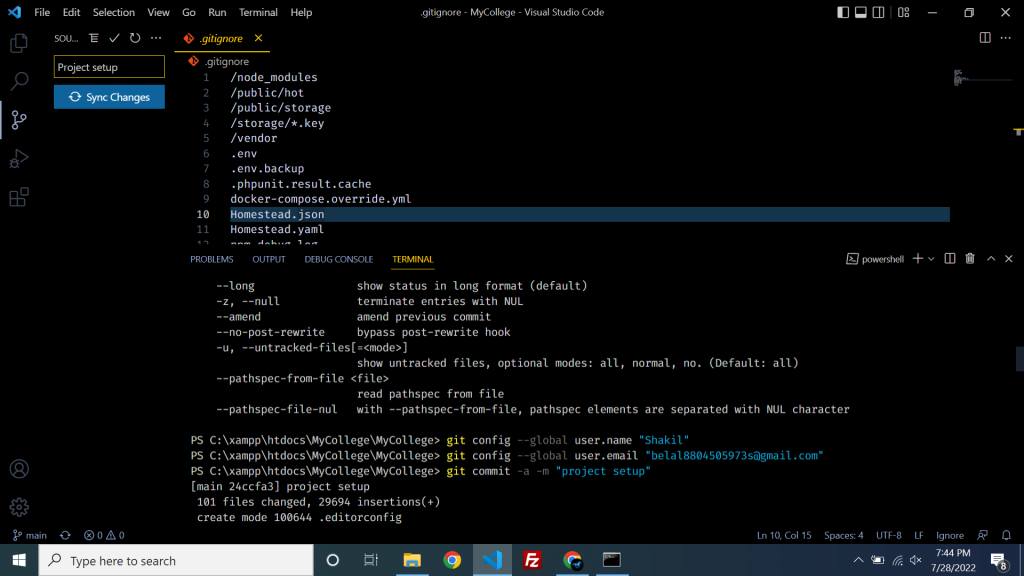 File Edit Selection View Go Run Terminal Help
.gitignore - MyCollege - Visual Studio Code
SOU...
Project setup
Sync Changes
.gitignore
.gitignore
1 /node_modules
2 /public/hot
3 /public/storage
4 /storage/*.key
5 /vendor
6 .env
7 .env.backup
8 .phpunit.result.cache
9 docker-compose.override.yml
10 Homestead.json
11 Homestead.yaml
12 npm-debug.log
PROBLEMS OUTPUT DEBUG CONSOLE TERMINAL
powershell
--long show status in long format (default)
-z, --null terminate entries with NUL
--amend amend previous commit
--no-post-rewrite bypass post-rewrite hook
-u, --untracked-files[=<mode>]
show untracked files, optional modes: all, normal, no. (Default: all)
--pathspec-from-file <file>
read pathspec from file
--pathspec-file-nul with --pathspec-from-file, pathspec elements are separated with NUL character
PS C:\xampp\htdocs\MyCollege\MyCollege> git config --global user.name "Shakil"
PS C:\xampp\htdocs\MyCollege\MyCollege> git config --global user.email "belal8804505973s@gmail.com"
PS C:\xampp\htdocs\MyCollege\MyCollege> git commit -a -m "project setup"
[main 24ccfa3] project setup
101 files changed, 29694 insertions(+)
create mode 100644 .editorconfig
main 0 0
Ln 10, Col 15 Spaces: 4 UTF-8 LF Ignore
Type here to search
7:44 PM
7/28/2022
8